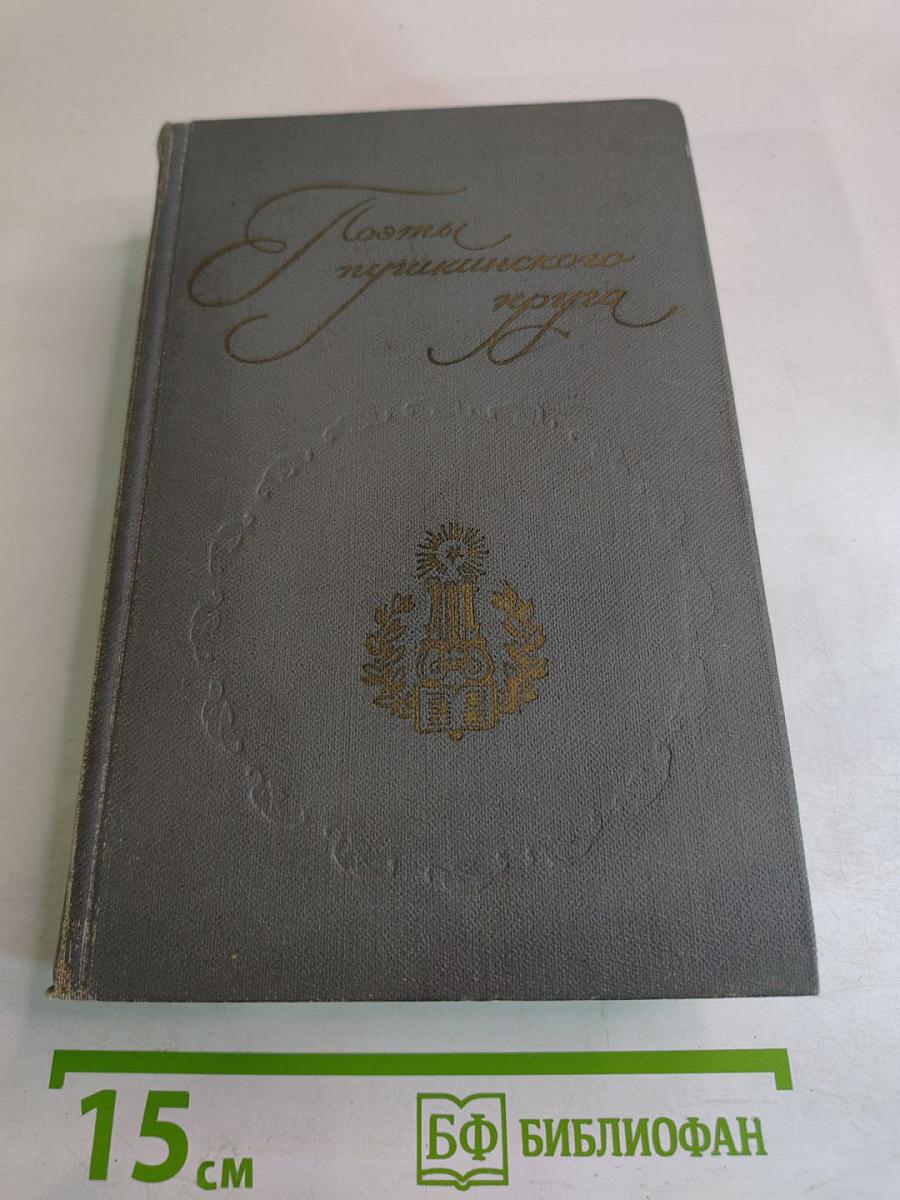 Поэты
пушкинского
круга
15 см
БФ БИБЛИОФАН